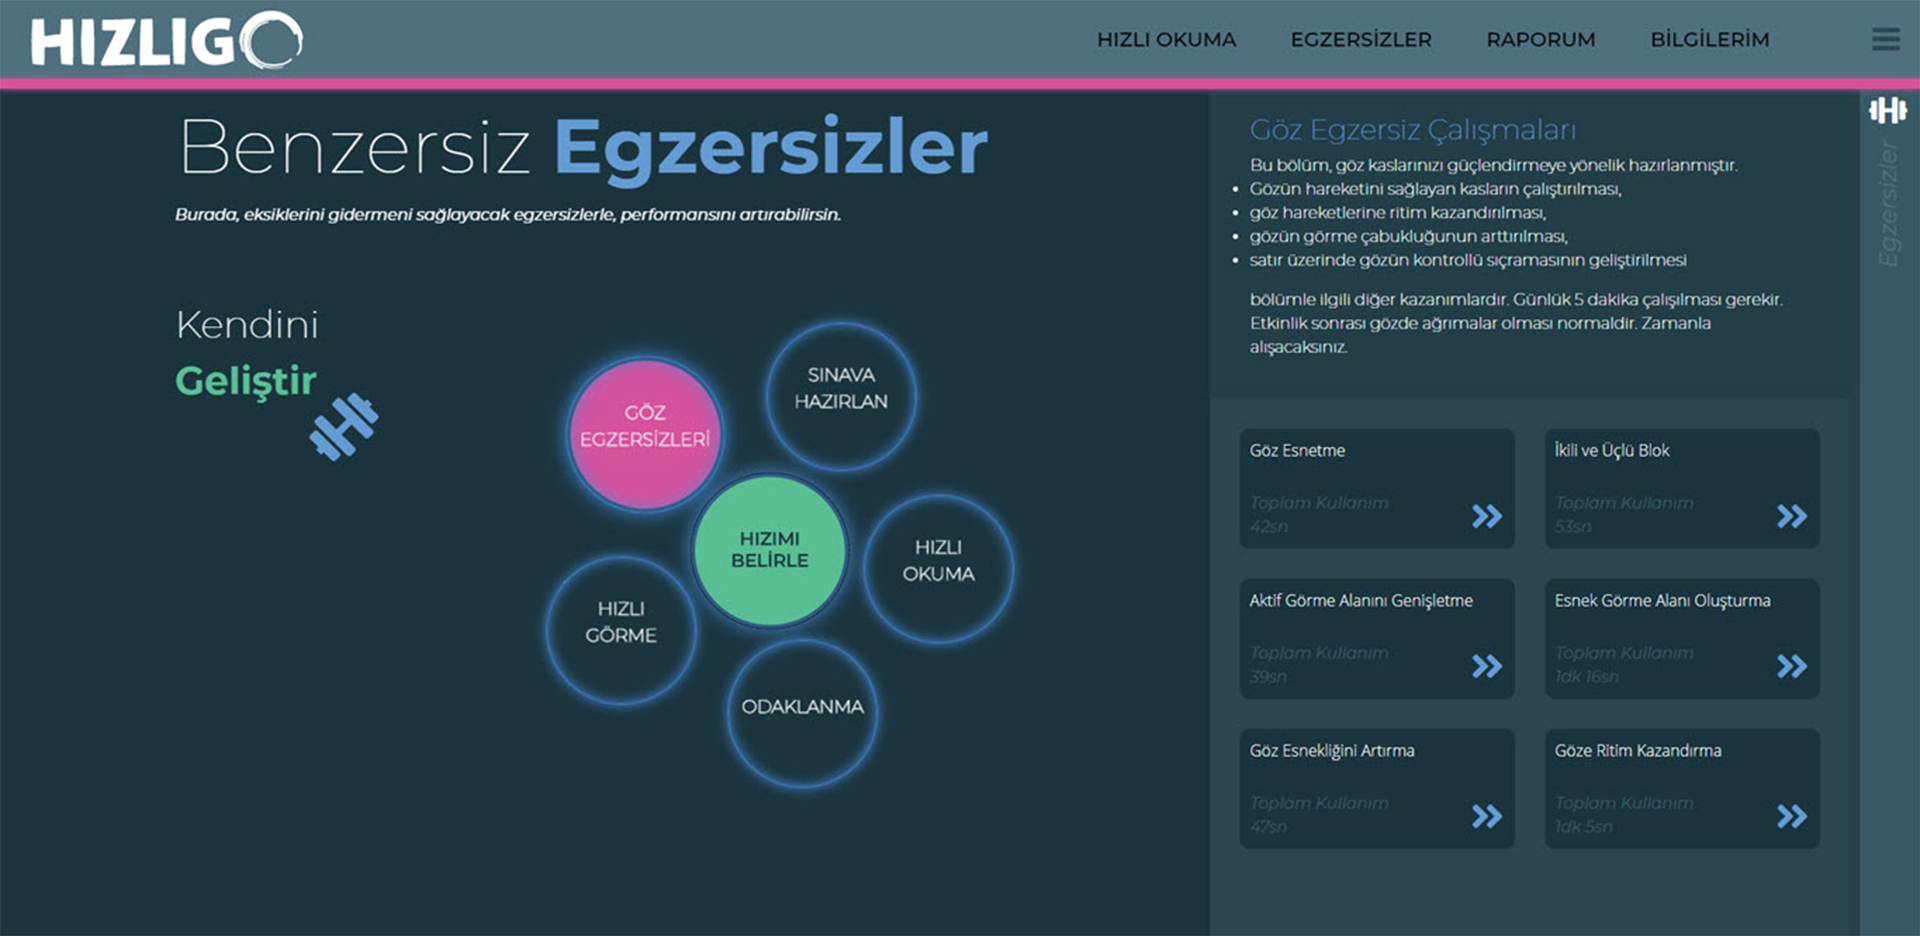 HIZLIGO
HIZLI OKUMA
EGZERSİZLER
RAPORUM
BİLGİLERİM
Benzersiz Egzersizler
Burada, eksiklerini gidermeni sağlayacak egzersizlerle, performansını artırabilirsin.
Kendini
Geliştir
GÖZ
EGZERSİZLERİ
SINAVA
HAZIRLAN
HIZIMI
BELİRLE
HIZLI
OKUMA
HIZLI
GÖRME
ODAKLANMA
Göz Egzersiz Çalışmaları
Bu bölüm, göz kaslarınızı güçlendirmeye yönelik hazırlanmıştır.
• Gözün hareketini sağlayan kasların çalıştırılması,
• göz hareketlerine ritim kazandırılması,
• gözün görme çabukluğunun arttırılması,
• satır üzerinde gözün kontrollü sıçramasının geliştirilmesi
bölümle ilgili diğer kazanımlardır. Günlük 5 dakika çalışılması gerekir.
Etkinlik sonrası gözde ağrımalar olması normaldir. Zamanla
alışacaksınız.
Göz Esnetme
Toplam Kullanım
42sn
İkili ve Üçlü Blok
Toplam Kullanım
53sn
Aktif Görme Alanını Genişletme
Toplam Kullanım
39sn
Esnek Görme Alanı Oluşturma
Toplam Kullanım
1dk 16sn
Göz Esnekliğini Artırma
Toplam Kullanım
47sn
Göze Ritim Kazandırma
Toplam Kullanım
1dk 5sn
Egzersizler